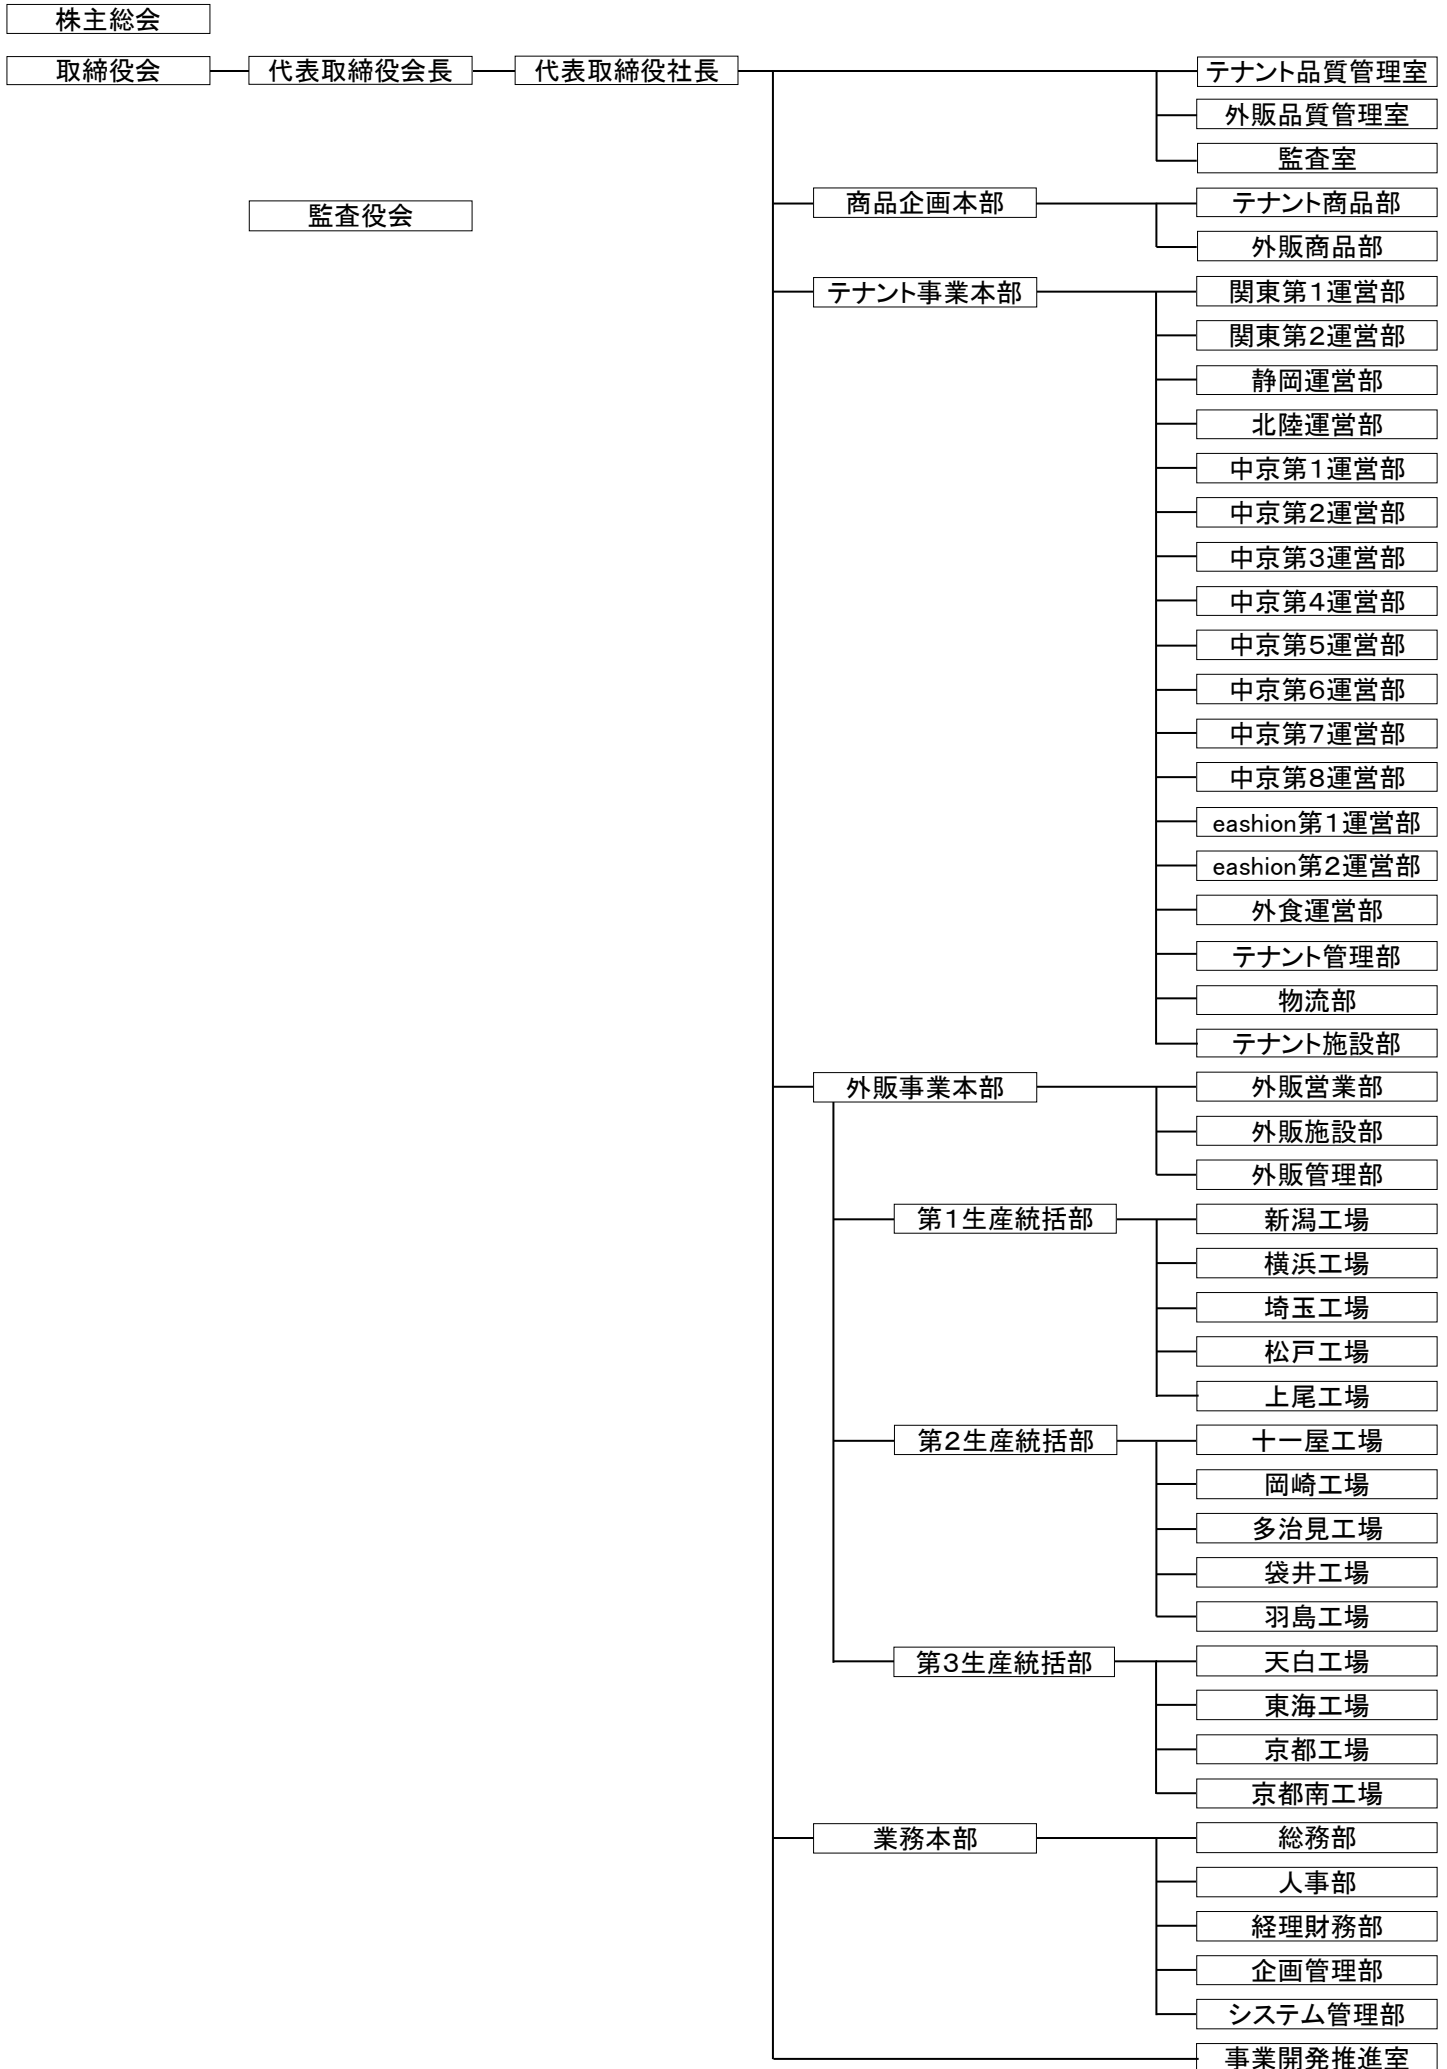 株主総会
取締役会
代表取締役会長
代表取締役社長
テナント品質管理室
外販品質管理室
監査室
監査役会
商品企画本部
テナント商品部
外販商品部
テナント事業本部
関東第1運営部
関東第2運営部
静岡運営部
北陸運営部
中京第1運営部
中京第2運営部
中京第3運営部
中京第4運営部
中京第5運営部
中京第6運営部
中京第7運営部
中京第8運営部
eashion第1運営部
eashion第2運営部
外食運営部
テナント管理部
物流部
テナント施設部
外販事業本部
外販営業部
外販施設部
外販管理部
第1生産統括部
新潟工場
横浜工場
埼玉工場
松戸工場
上尾工場
第2生産統括部
十一屋工場
岡崎工場
多治見工場
袋井工場
羽島工場
第3生産統括部
天白工場
東海工場
京都工場
京都南工場
業務本部
総務部
人事部
経理財務部
企画管理部
システム管理部
事業開発推進室